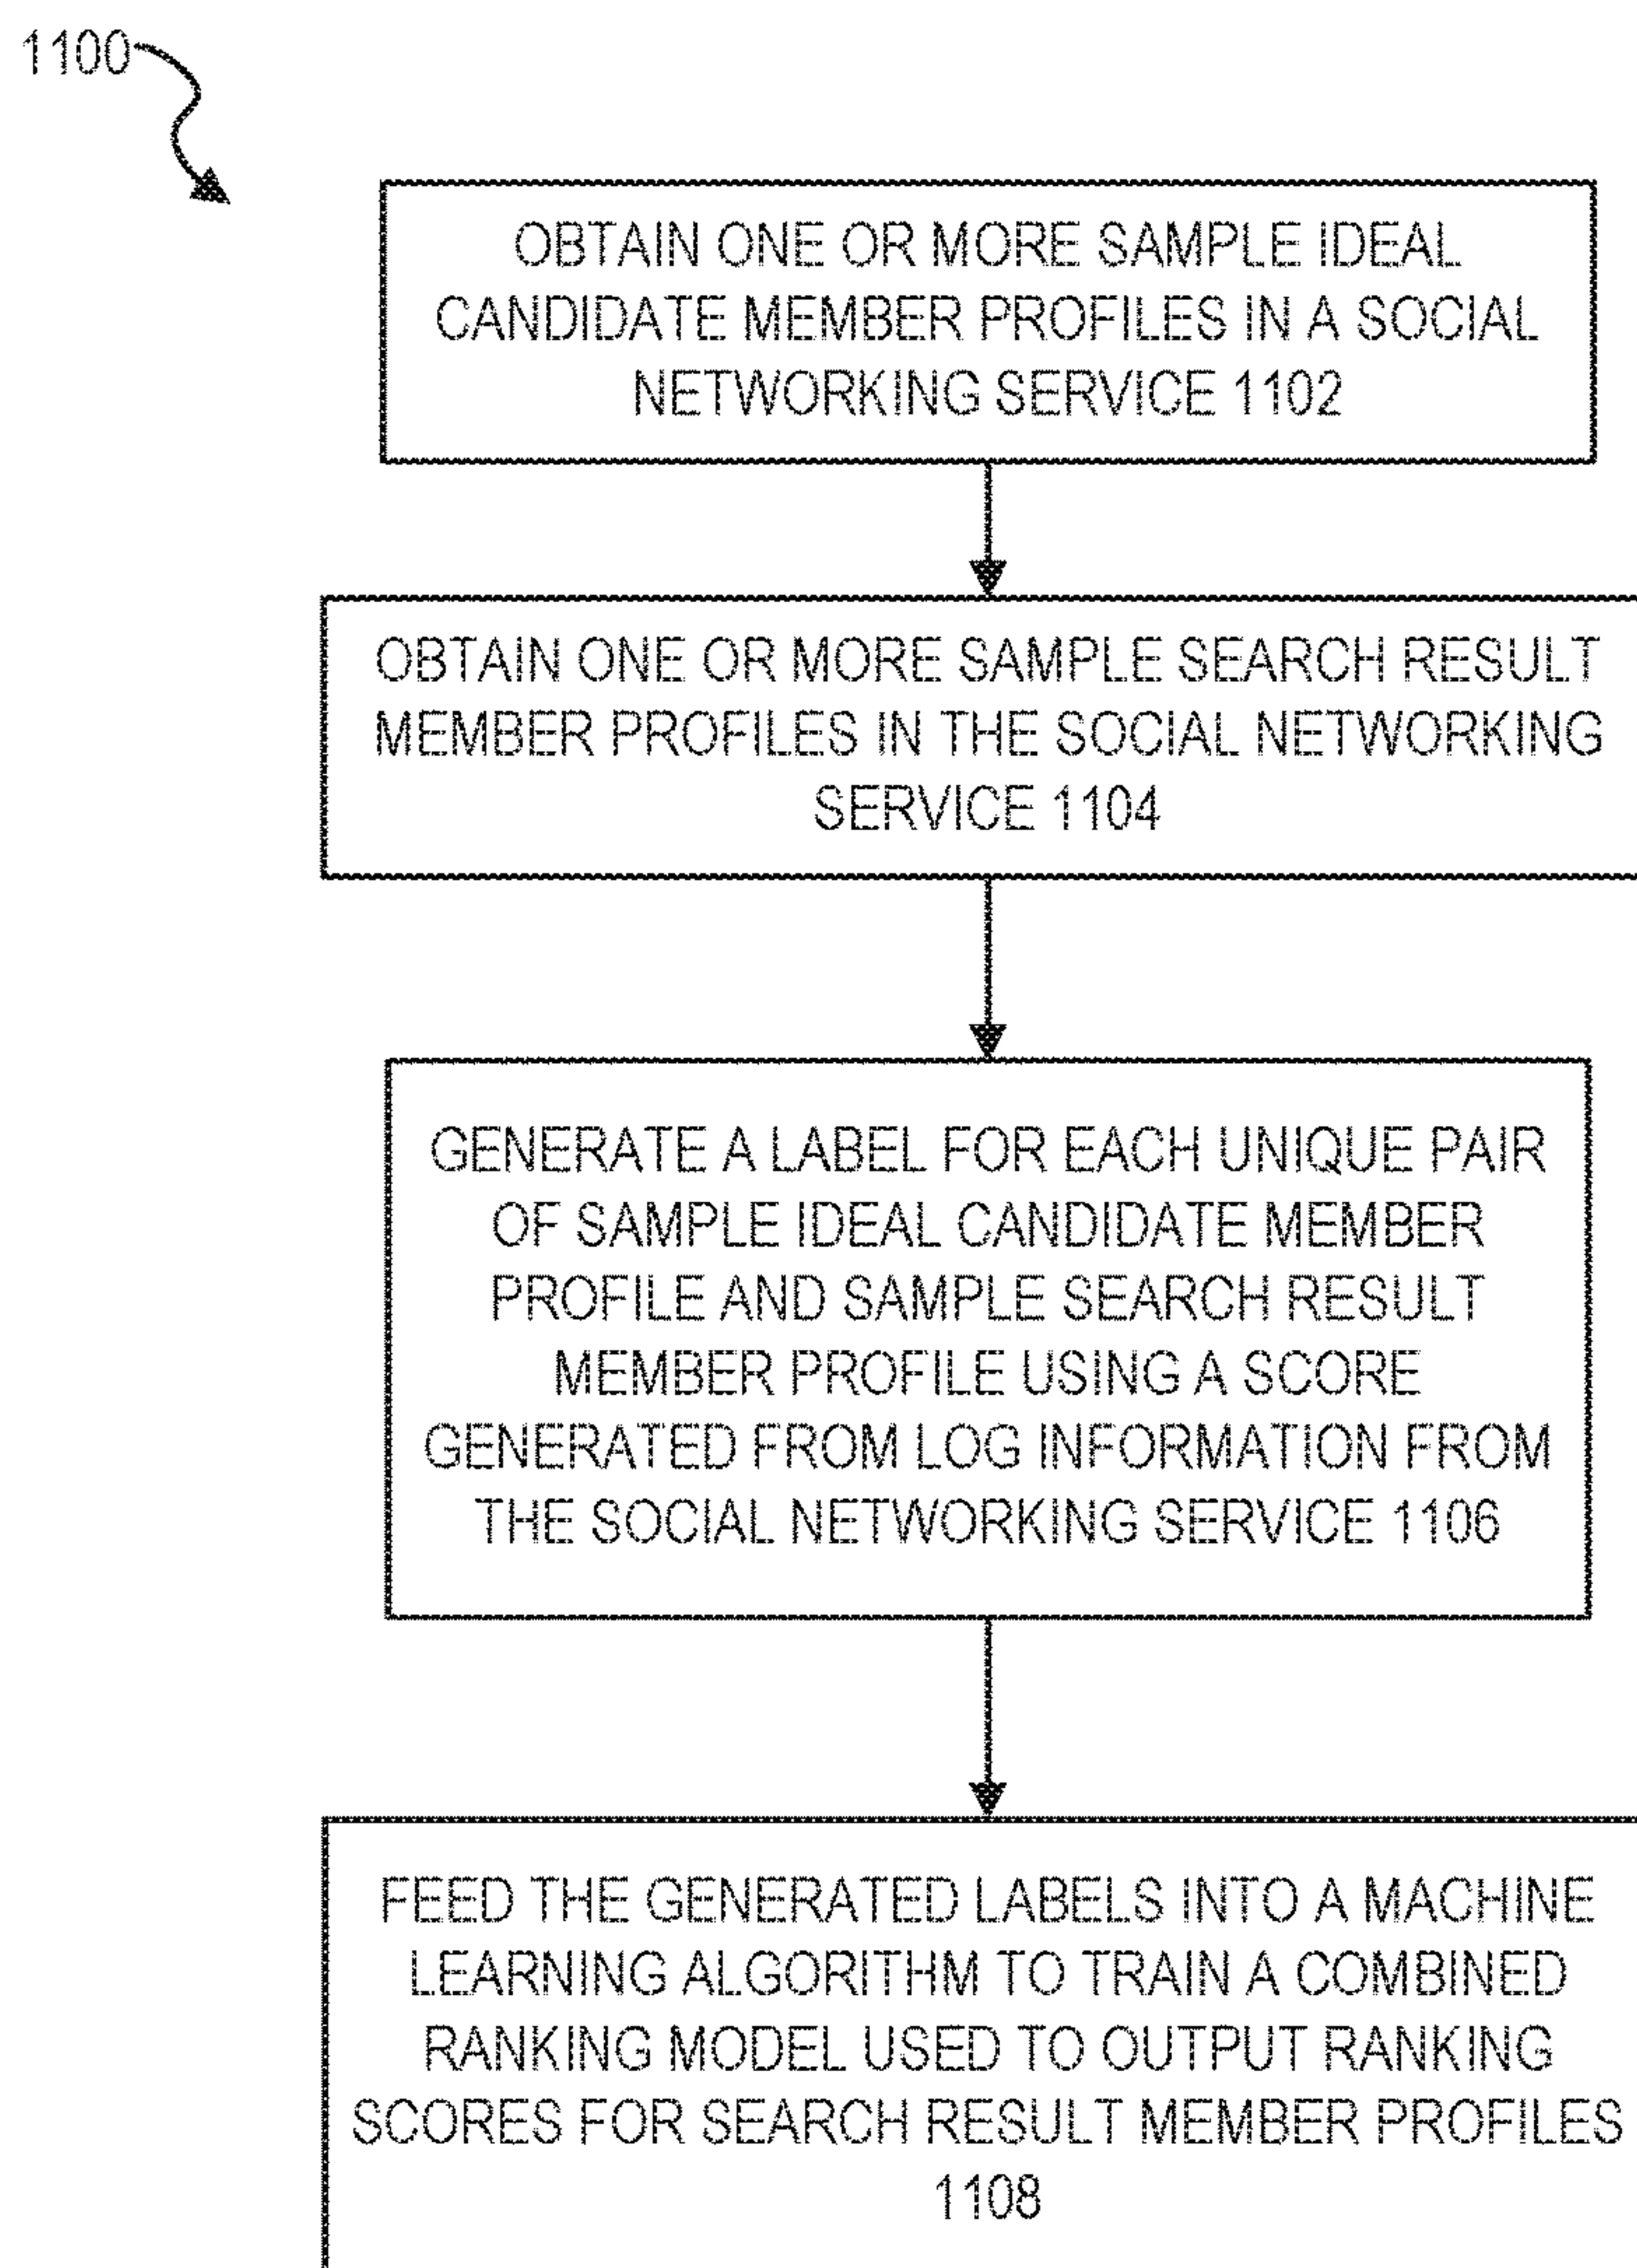 1100
OBTAIN ONE OR MORE SAMPLE IDEAL
CANDIDATE MEMBER PROFILES IN A SOCIAL
NETWORKING SERVICE 1102
OBTAIN ONE OR MORE SAMPLE SEARCH RESULT
MEMBER PROFILES IN THE SOCIAL NETWORKING
SERVICE 1104
GENERATE A LABEL FOR EACH UNIQUE PAIR
OF SAMPLE IDEAL CANDIDATE MEMBER
PROFILE AND SAMPLE SEARCH RESULT
MEMBER PROFILE USING A SCORE
GENERATED FROM LOG INFORMATION FROM
THE SOCIAL NETWORKING SERVICE 1106
FEED THE GENERATED LABELS INTO A MACHINE
LEARNING ALGORITHM TO TRAIN A COMBINED
RANKING MODEL USED TO OUTPUT RANKING
SCORES FOR SEARCH RESULT MEMBER PROFILES
1108